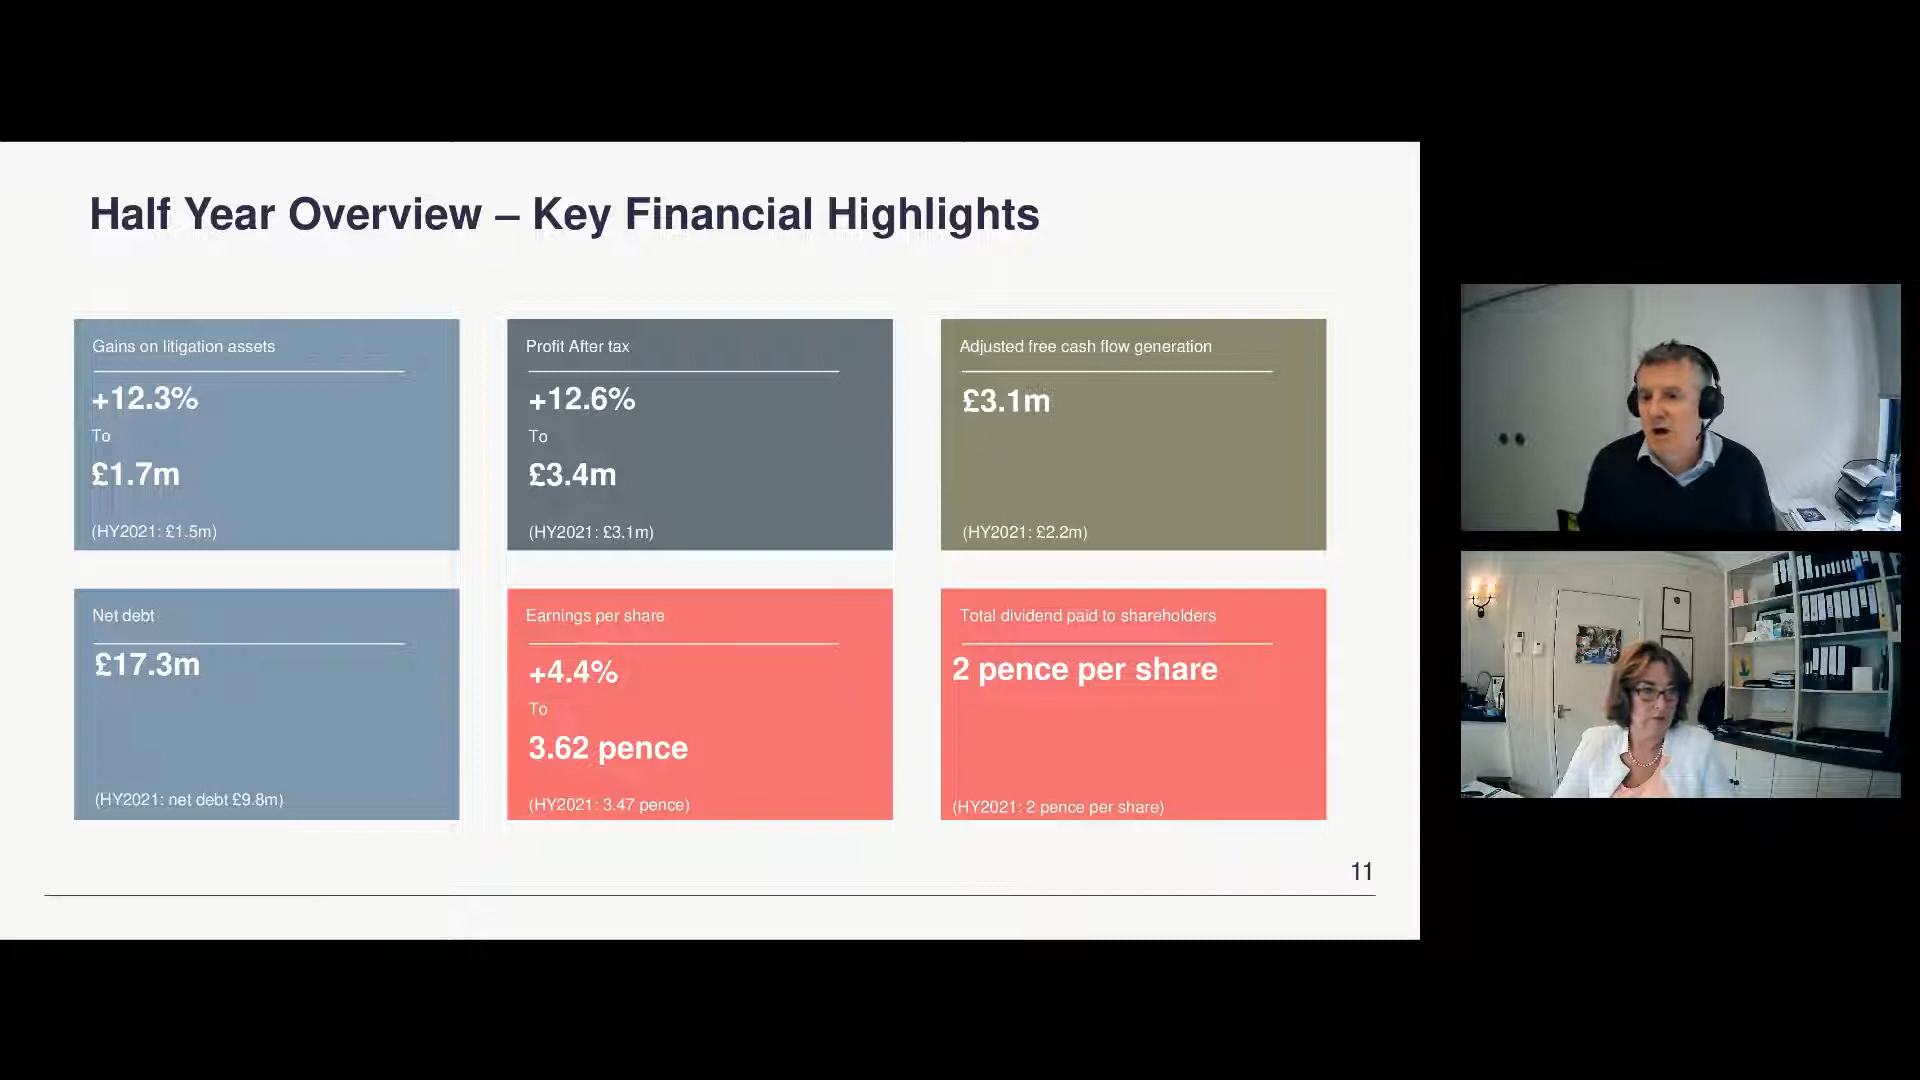 Half Year Overview – Key Financial Highlights
Gains on litigation assets
+12.3%
To
£1.7m
(HY2021: £1.5m)
Profit After tax
+12.6%
To
£3.4m
(HY2021: £3.1m)
Adjusted free cash flow generation
£3.1m
(HY2021: £2.2m)
Net debt
£17.3m
(HY2021: net debt £9.8m)
Earnings per share
+4.4%
To
3.62 pence
(HY2021: 3.47 pence)
Total dividend paid to shareholders
2 pence per share
(HY2021: 2 pence per share)
11